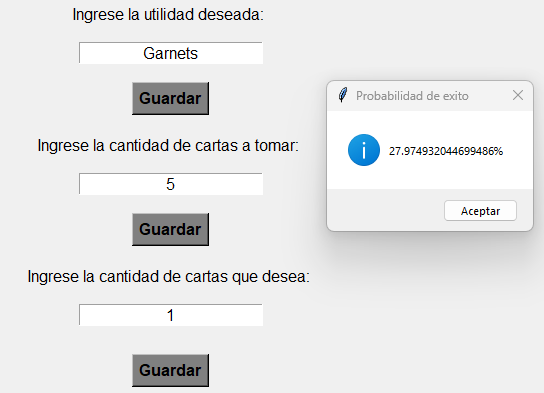 Ingrese la utilidad deseada:
Garnets
Guardar
Ingrese la cantidad de cartas a tomar:
5
Guardar
Ingrese la cantidad de cartas que desea:
1
Guardar
Probabilidad de exito
27.974932044699486%
Aceptar